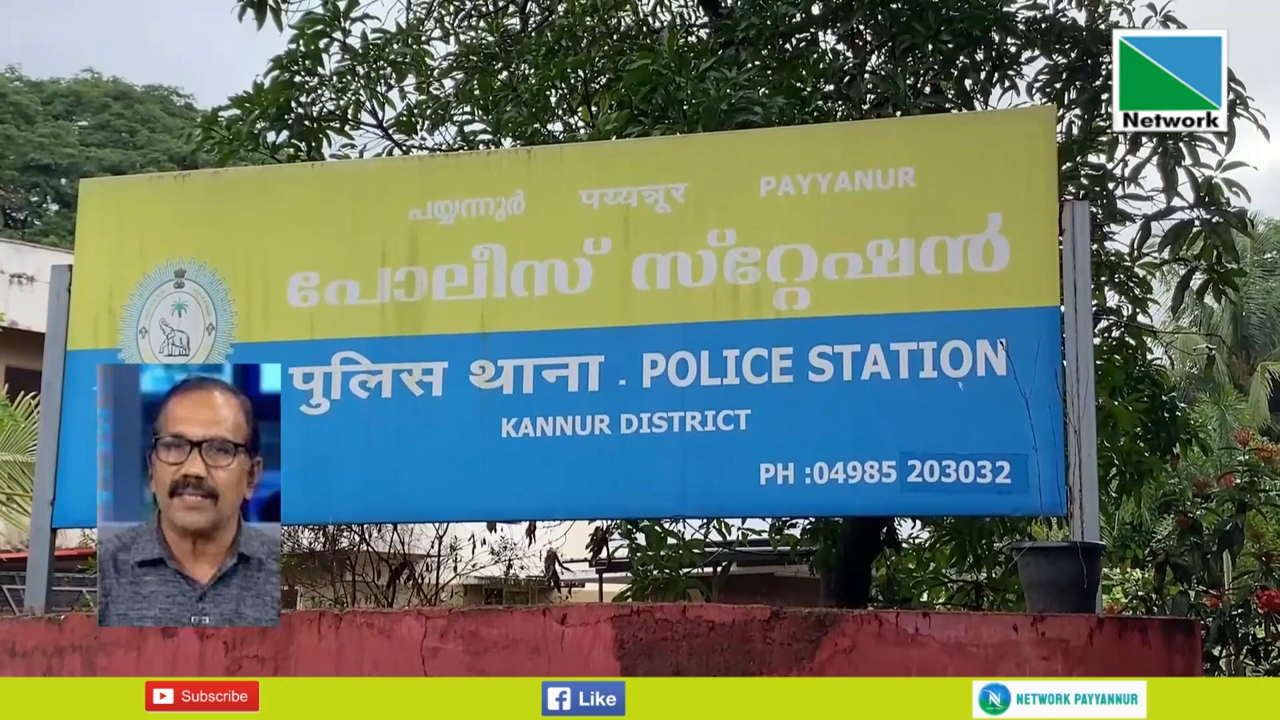 Network
പയ്യന്നൂർ पय्यन्नूर PAYYANUR
പോലീസ് സ്റ്റേഷൻ
पुलिस थाना . POLICE STATION
KANNUR DISTRICT
PH :04985 203032
Subscribe
Like
NETWORK PAYYANNUR